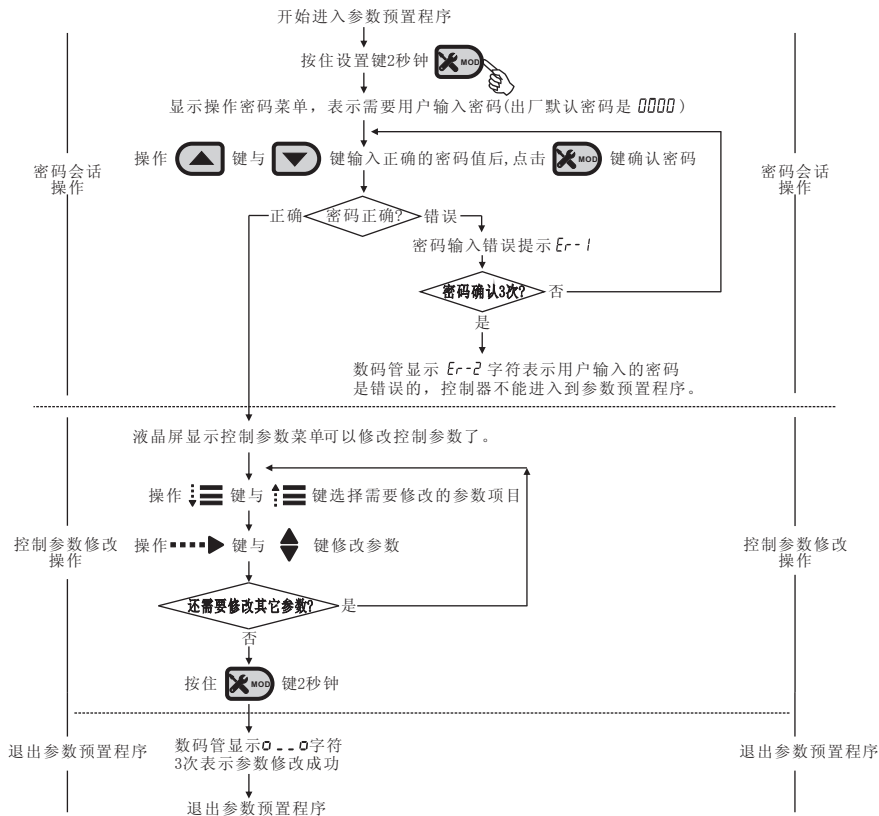 开始进入参数预置程序
按住设置键2秒钟 MOD
显示操作密码菜单，表示需要用户输入密码(出厂默认密码是 0000)
操作 键与 键输入正确的密码值后,点击 MOD 键确认密码
密码会话
操作
密码会话
操作
正确 密码正确? 错误
密码输入错误提示 Er-1
密码确认3次? 否
是
数码管显示 Er-2 字符表示用户输入的密码
是错误的，控制器不能进入到参数预置程序。
液晶屏显示控制参数菜单可以修改控制参数了。
操作 键与 键选择需要修改的参数项目
控制参数修改
操作
操作 键与 键修改参数
控制参数修改
操作
还需要修改其它参数? 是
否
按住 MOD 键2秒钟
退出参数预置程序
数码管显示o__o字符
3次表示参数修改成功
退出参数预置程序
退出参数预置程序